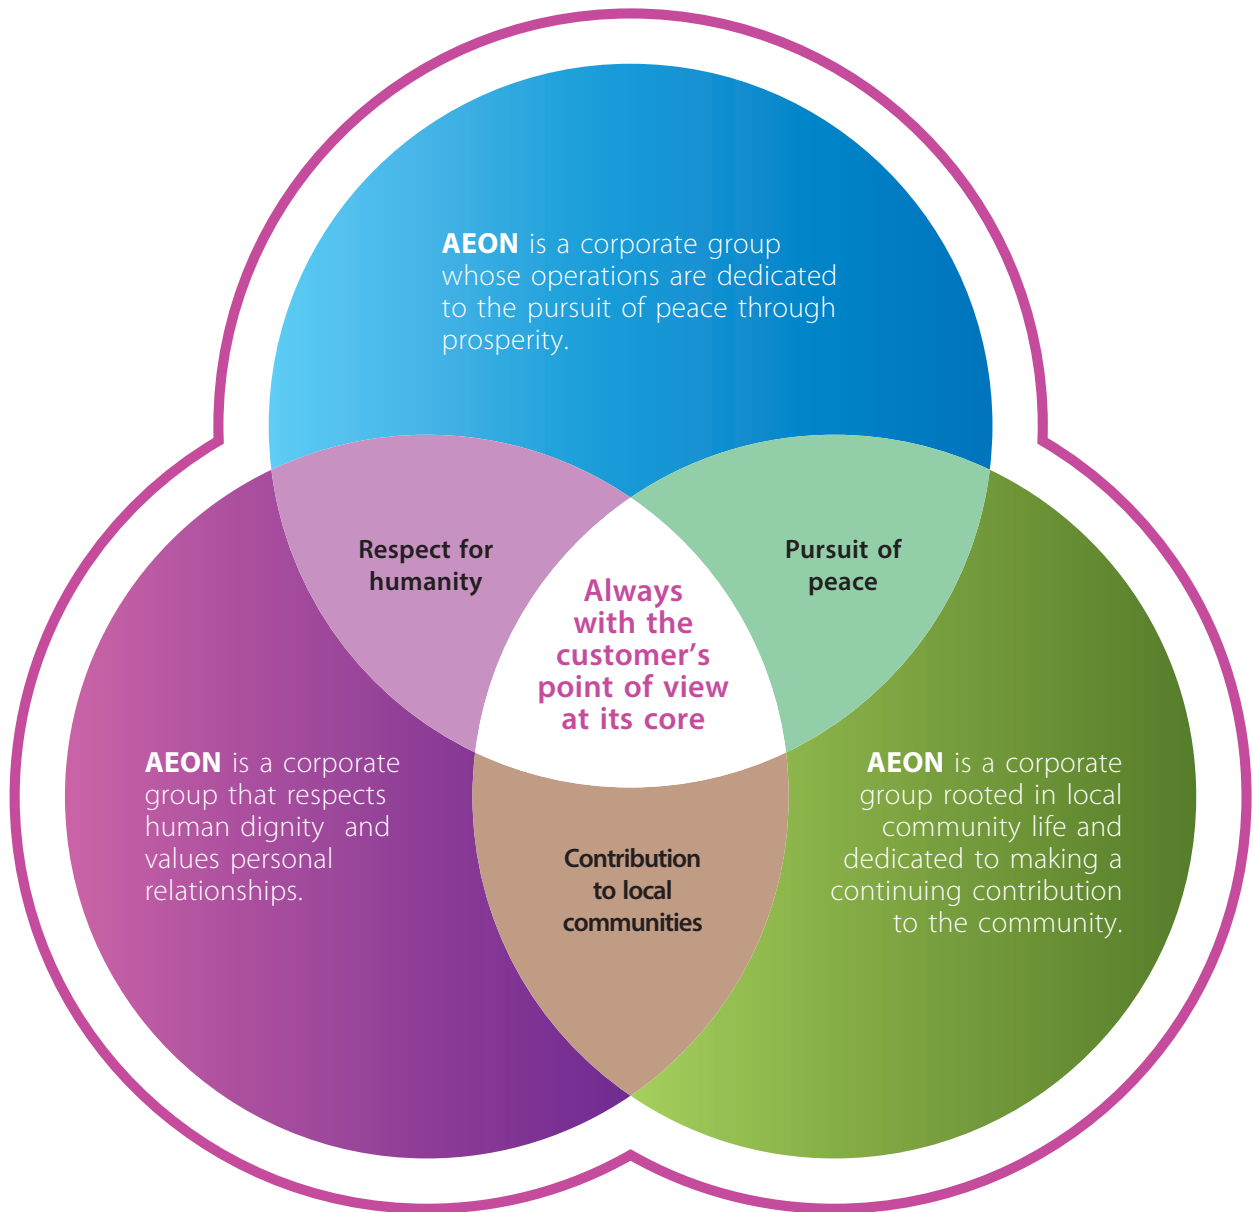 AEON is a corporate group
whose operations are dedicated
to the pursuit of peace through
prosperity.
Respect for
humanity
Pursuit of
peace
Always
with the
customer’s
point of view
at its core
AEON is a corporate
group that respects
human dignity and
values personal
relationships.
Contribution
to local
communities
AEON is a corporate
group rooted in local
community life and
dedicated to making a
continuing contribution
to the community.